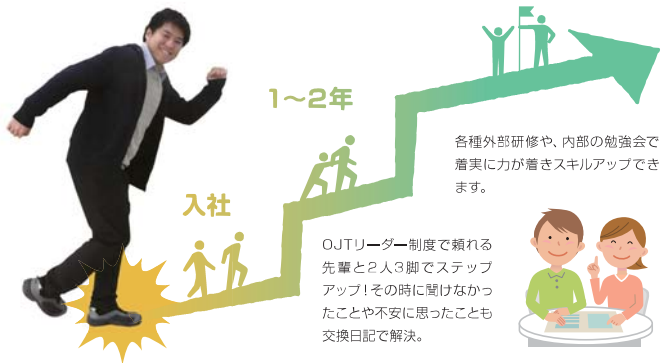 1〜2年
各種外部研修や、内部の勉強会で
着実に力が着きスキルアップでき
ます。
入社
OJTリーダー制度で頼れる
先輩と2人3脚でステップ
アップ!その時に聞けなかっ
たことや不安に思ったことも
交換日記で解決。